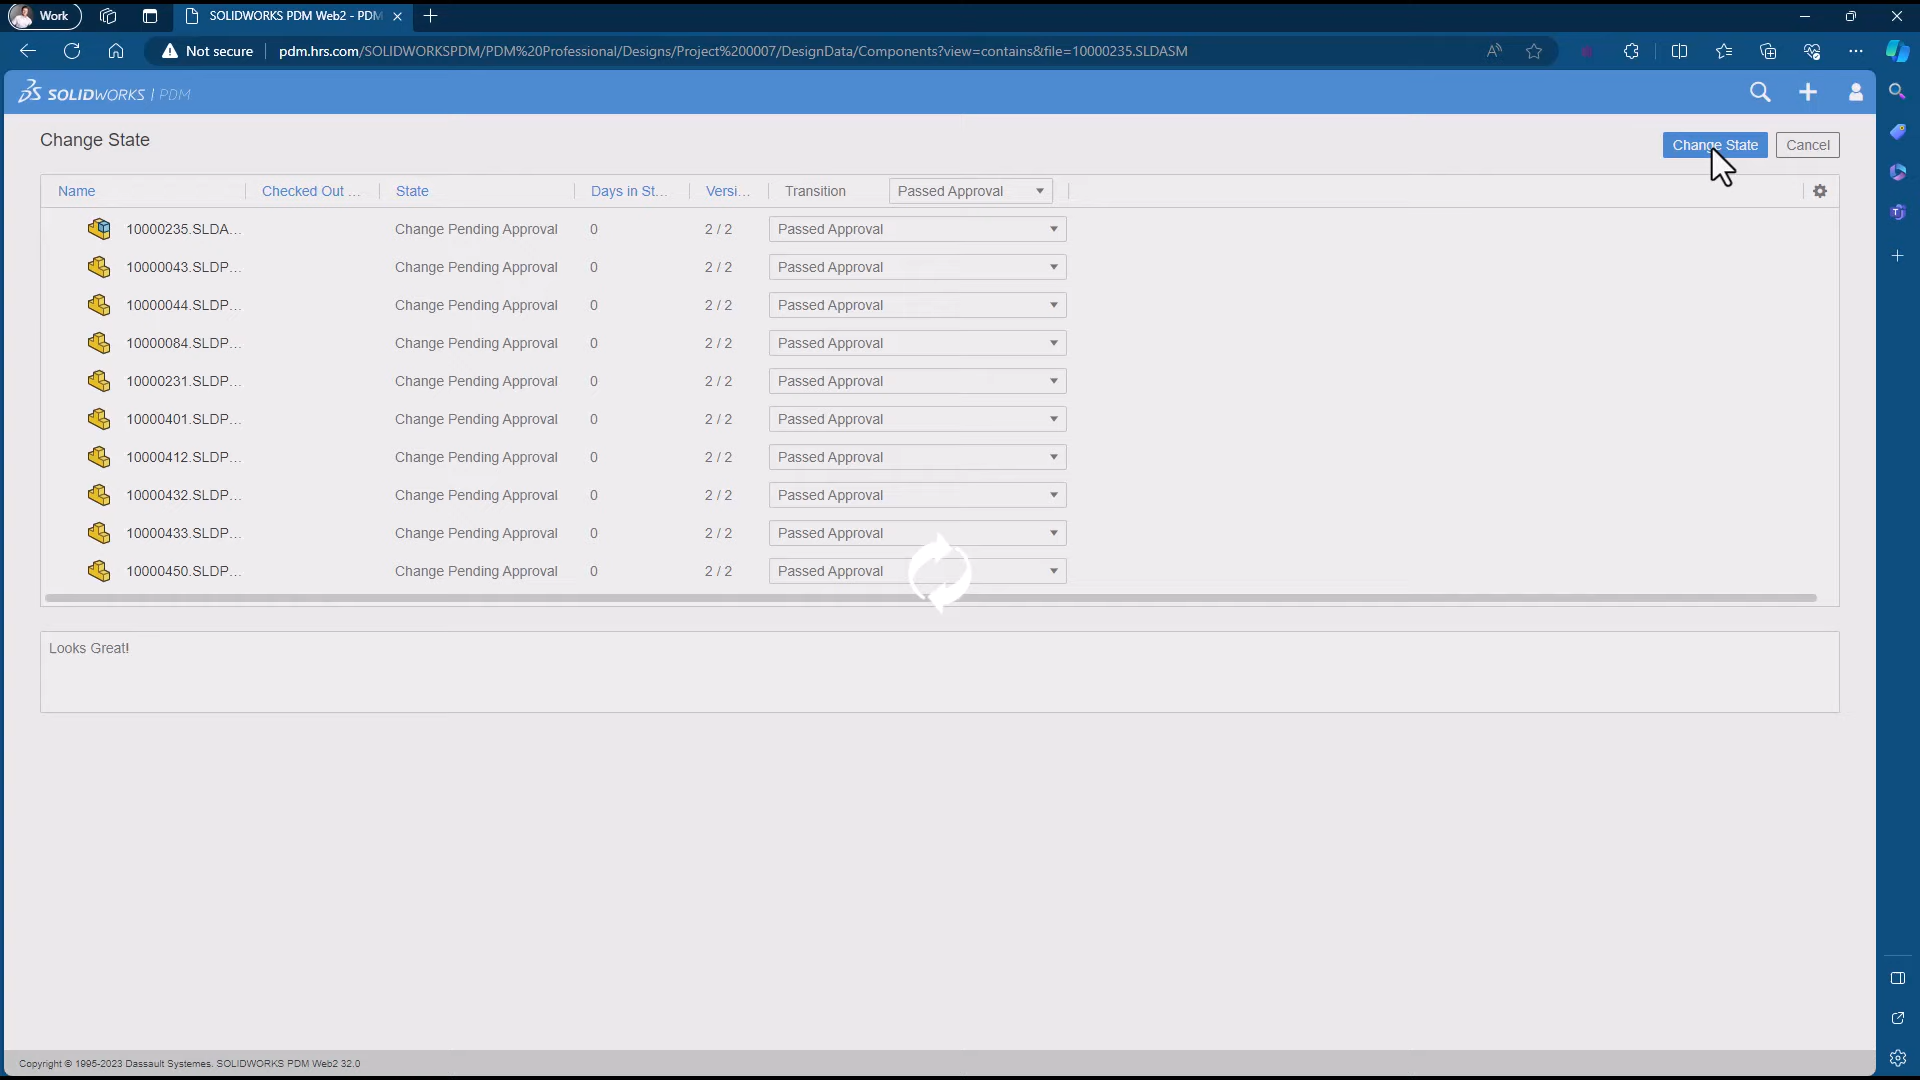 Work
SOLIDWORKS PDM Web2 - PDM
Not secure
pdm.hrs.com/SOLIDWORKSPDM/PDM%20Professional/Designs/Project%200007/DesignData/Components?view=contains&file=10000235.SLDASM
SOLIDWORKS | PDM
Change State
Change State Cancel
Name Checked Out ... State Days in St... Versi... Transition Passed Approval
10000235.SLDA... Change Pending Approval 0 2 / 2 Passed Approval
10000043.SLDP... Change Pending Approval 0 2 / 2 Passed Approval
10000044.SLDP... Change Pending Approval 0 2 / 2 Passed Approval
10000084.SLDP... Change Pending Approval 0 2 / 2 Passed Approval
10000231.SLDP... Change Pending Approval 0 2 / 2 Passed Approval
10000401.SLDP... Change Pending Approval 0 2 / 2 Passed Approval
10000412.SLDP... Change Pending Approval 0 2 / 2 Passed Approval
10000432.SLDP... Change Pending Approval 0 2 / 2 Passed Approval
10000433.SLDP... Change Pending Approval 0 2 / 2 Passed Approval
10000450.SLDP... Change Pending Approval 0 2 / 2 Passed Approval
Looks Great!
Copyright © 1995-2023 Dassault Systemes. SOLIDWORKS PDM Web2 32.0